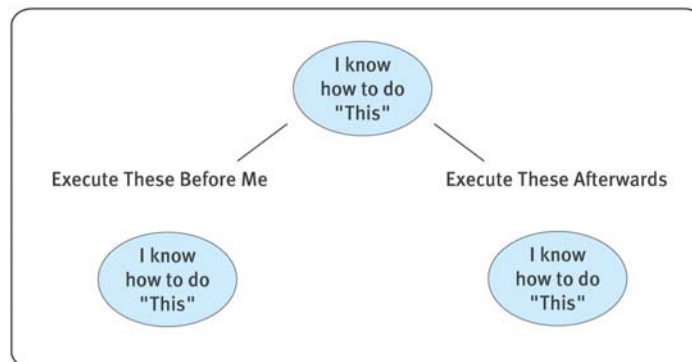 I know
how to do
"This"
Execute These Before Me
Execute These Afterwards
I know
how to do
"This"
I know
how to do
"This"